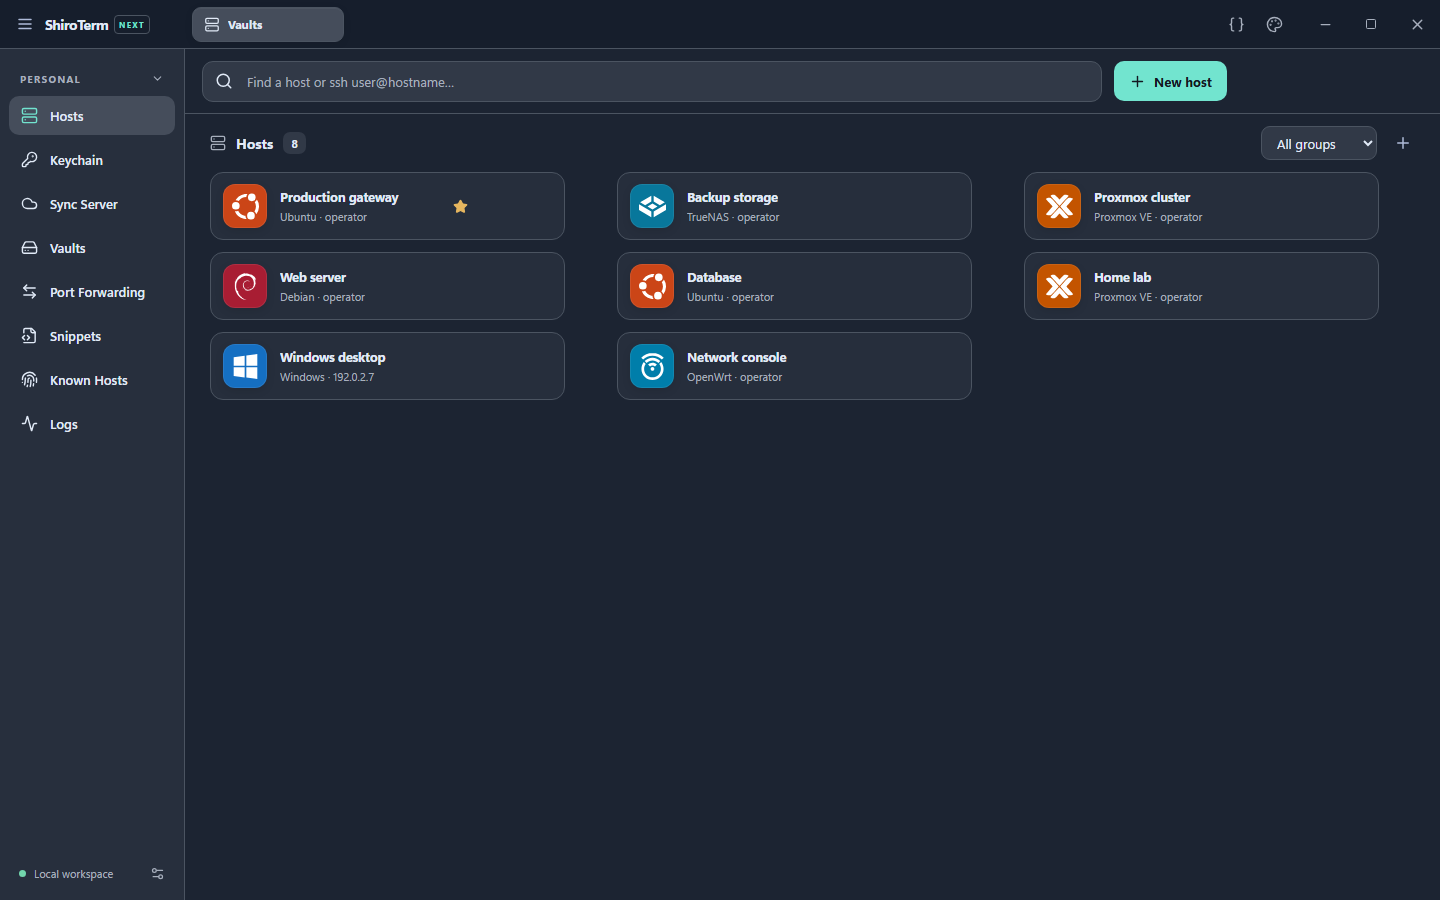 ShiroTerm NEXT
Vaults
PERSONAL
Hosts
Keychain
Sync Server
Vaults
Port Forwarding
Snippets
Known Hosts
Logs
Local workspace
Find a host or ssh user@hostname...
New host
Hosts 8
All groups
Production gateway
Ubuntu · operator
Backup storage
TrueNAS · operator
Proxmox cluster
Proxmox VE · operator
Web server
Debian · operator
Database
Ubuntu · operator
Home lab
Proxmox VE · operator
Windows desktop
Windows · 192.0.2.7
Network console
OpenWrt · operator